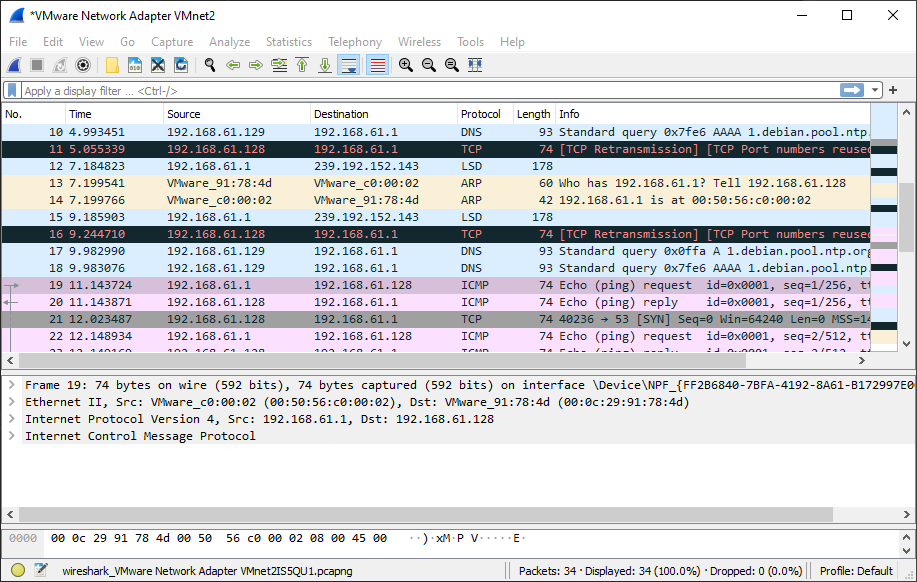 *VMware Network Adapter VMnet2
File Edit View Go Capture Analyze Statistics Telephony Wireless Tools Help
Apply a display filter ... <Ctrl-/>
No. Time Source Destination Protocol Length Info
10 4.993451 192.168.61.129 192.168.61.1 DNS 93 Standard query 0x7fe6 AAAA 1.debian.pool.ntp.
11 5.055339 192.168.61.128 192.168.61.1 TCP 74 [TCP Retransmission] [TCP Port numbers reused
12 7.184823 192.168.61.1 239.192.152.143 LSD 178
13 7.199541 VMware_91:78:4d VMware_c0:00:02 ARP 60 Who has 192.168.61.1? Tell 192.168.61.128
14 7.199766 VMware_c0:00:02 VMware_91:78:4d ARP 42 192.168.61.1 is at 00:50:56:c0:00:02
15 9.185903 192.168.61.1 239.192.152.143 LSD 178
16 9.244710 192.168.61.128 192.168.61.1 TCP 74 [TCP Retransmission] [TCP Port numbers reused
17 9.982990 192.168.61.129 192.168.61.1 DNS 93 Standard query 0x0ffa A 1.debian.pool.ntp.org
18 9.983076 192.168.61.129 192.168.61.1 DNS 93 Standard query 0x7fe6 AAAA 1.debian.pool.ntp.
19 11.143724 192.168.61.1 192.168.61.128 ICMP 74 Echo (ping) request id=0x0001, seq=1/256, tt
20 11.143871 192.168.61.128 192.168.61.1 ICMP 74 Echo (ping) reply id=0x0001, seq=1/256, tt
21 12.023487 192.168.61.128 192.168.61.1 TCP 74 40236 → 53 [SYN] Seq=0 Win=64240 Len=0 MSS=14
22 12.148934 192.168.61.1 192.168.61.128 ICMP 74 Echo (ping) request id=0x0001, seq=2/512, tt
Frame 19: 74 bytes on wire (592 bits), 74 bytes captured (592 bits) on interface \Device\NPF_{FF2B6840-7BFA-4192-8A61-B172997E0
Ethernet II, Src: VMware_c0:00:02 (00:50:56:c0:00:02), Dst: VMware_91:78:4d (00:0c:29:91:78:4d)
Internet Protocol Version 4, Src: 192.168.61.1, Dst: 192.168.61.128
Internet Control Message Protocol
0000 00 0c 29 91 78 4d 00 50 56 c0 00 02 08 00 45 00 ··)·xM·P V·····E·
wireshark_VMware Network Adapter VMnet2IS5QU1.pcapng Packets: 34 · Displayed: 34 (100.0%) · Dropped: 0 (0.0%) Profile: Default